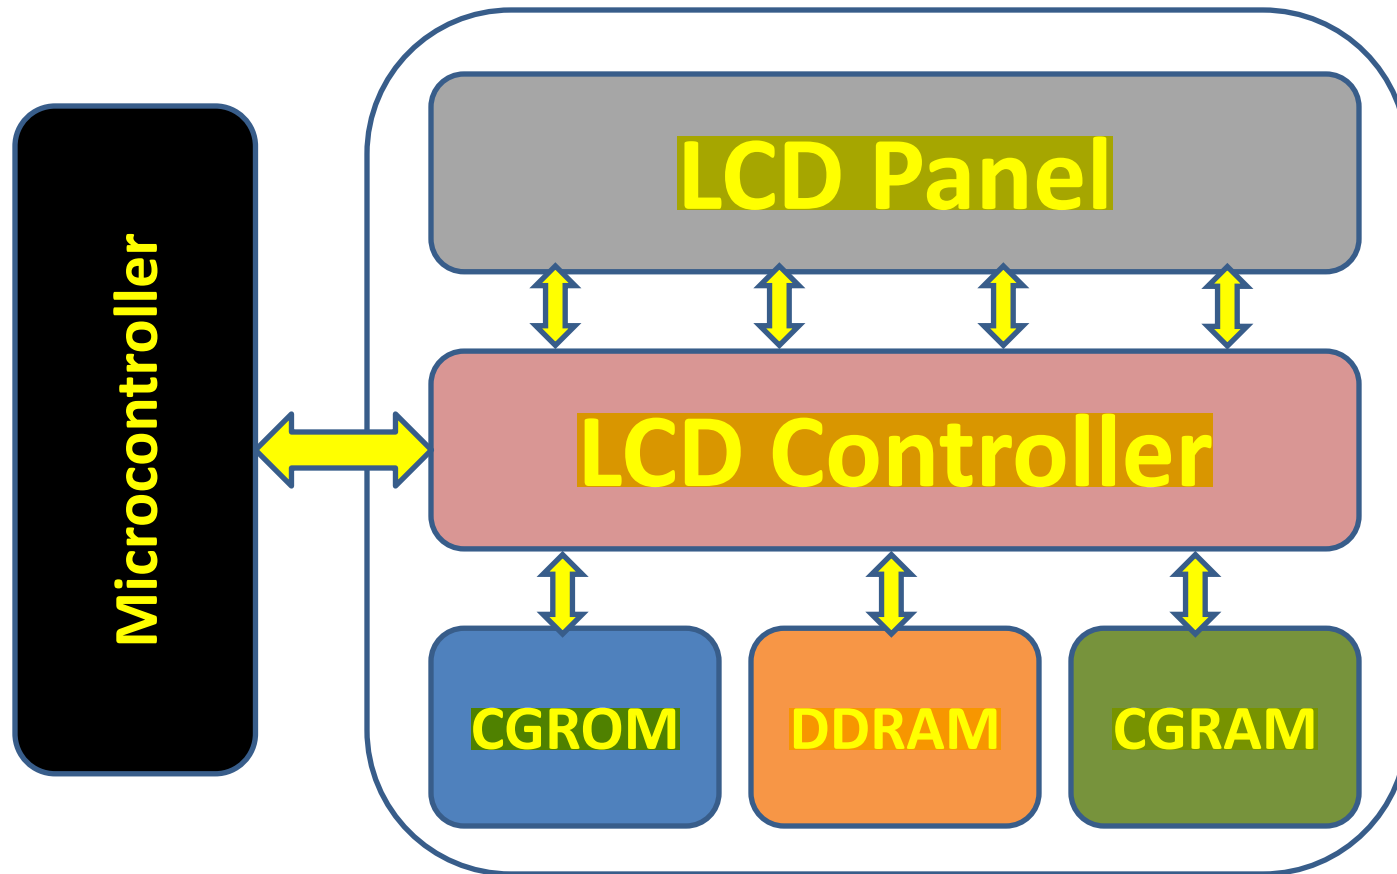 Microcontroller
LCD Panel
LCD Controller
CGROM
DDRAM
CGRAM